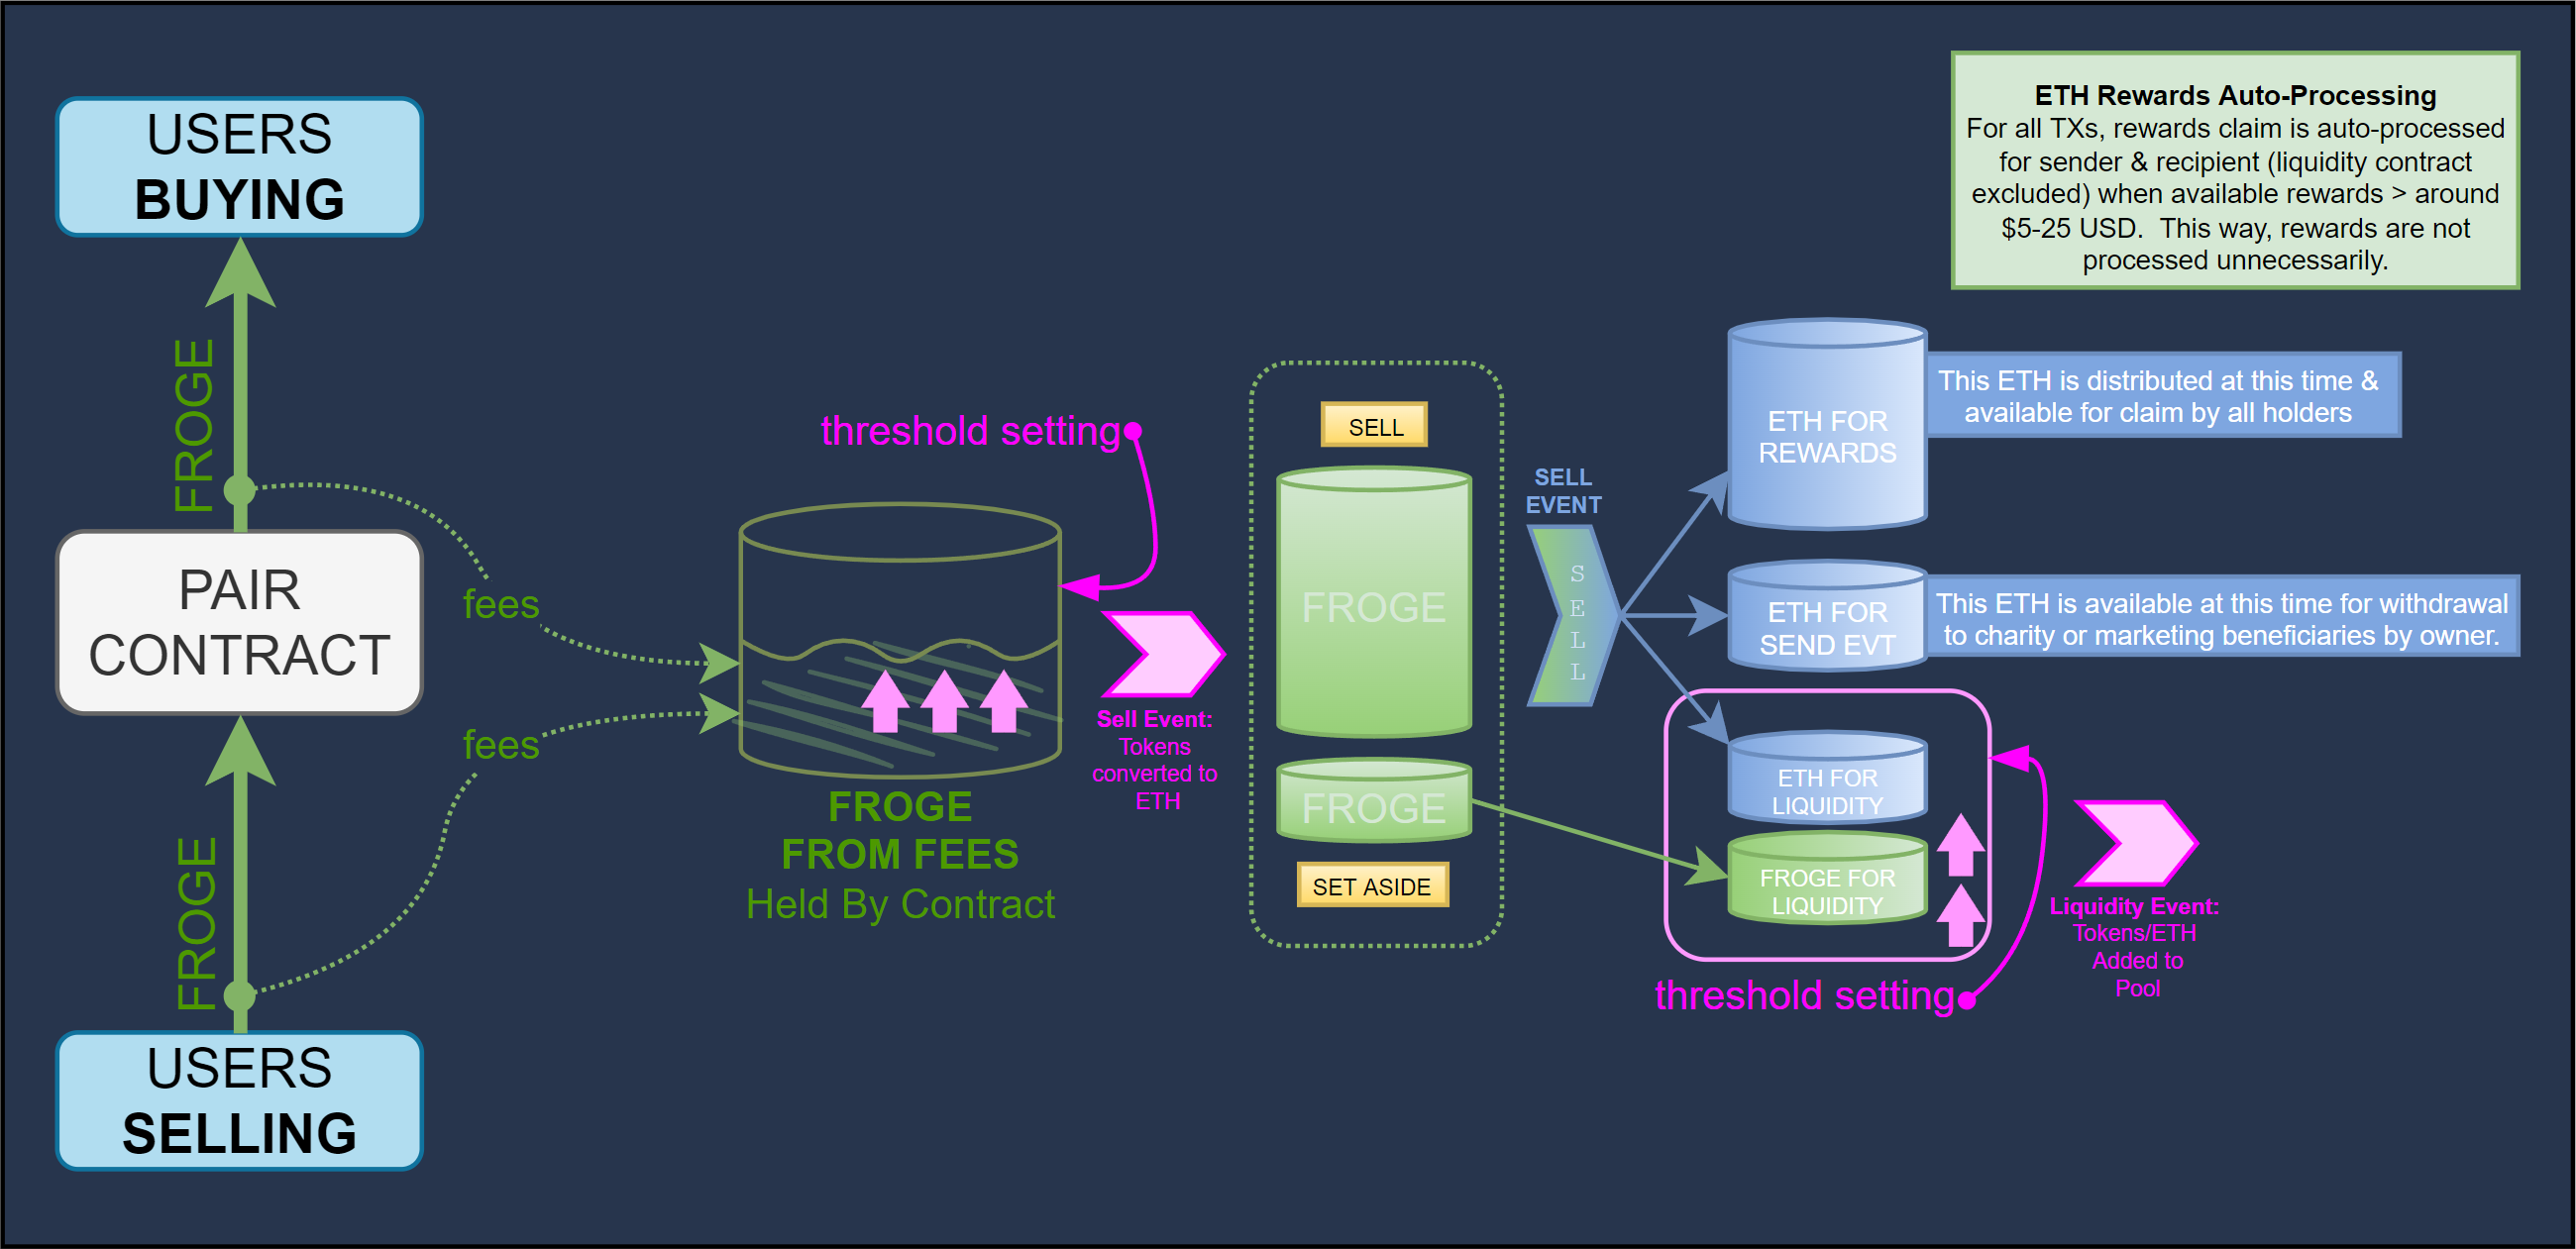 USERS
BUYING
FROGE
PAIR
CONTRACT
FROGE
USERS
SELLING
fees
fees
threshold setting
FROGE
FROM FEES
Held By Contract
Sell Event:
Tokens
converted to
ETH
SELL
FROGE
FROGE
SET ASIDE
SELL
EVENT
SELL
ETH Rewards Auto-Processing
For all TXs, rewards claim is auto-processed
for sender & recipient (liquidity contract
excluded) when available rewards > around
$5-25 USD.  This way, rewards are not
processed unnecessarily.
ETH FOR
REWARDS
This ETH is distributed at this time &
available for claim by all holders
ETH FOR
SEND EVT
This ETH is available at this time for withdrawal
to charity or marketing beneficiaries by owner.
ETH FOR
LIQUIDITY
FROGE FOR
LIQUIDITY
threshold setting
Liquidity Event:
Tokens/ETH
Added to
Pool